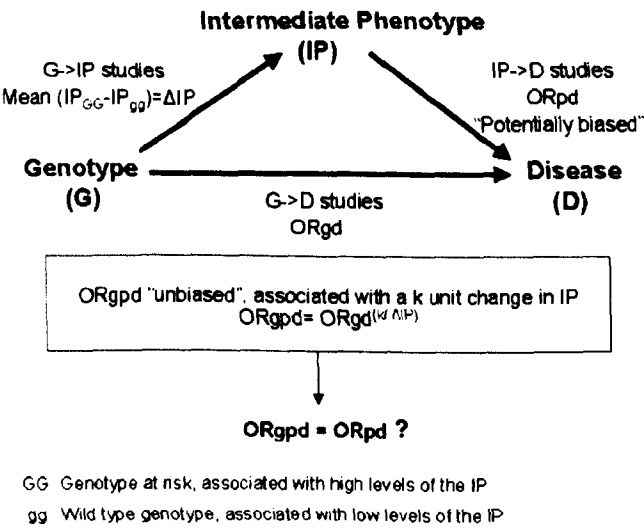 Intermediate Phenotype
(IP)
G->IP studies
Mean (IPGG-IPgg)=ΔIP
IP->D studies
ORpd
"Potentially biased"
Genotype
(G)
Disease
(D)
G->D studies
ORgd
ORgpd "unbiased", associated with a k unit change in IP
ORgpd= ORgd(k/ΔIP)
ORgpd = ORpd ?
GG Genotype at risk, associated with high levels of the IP
gg Wild type genotype, associated with low levels of the IP